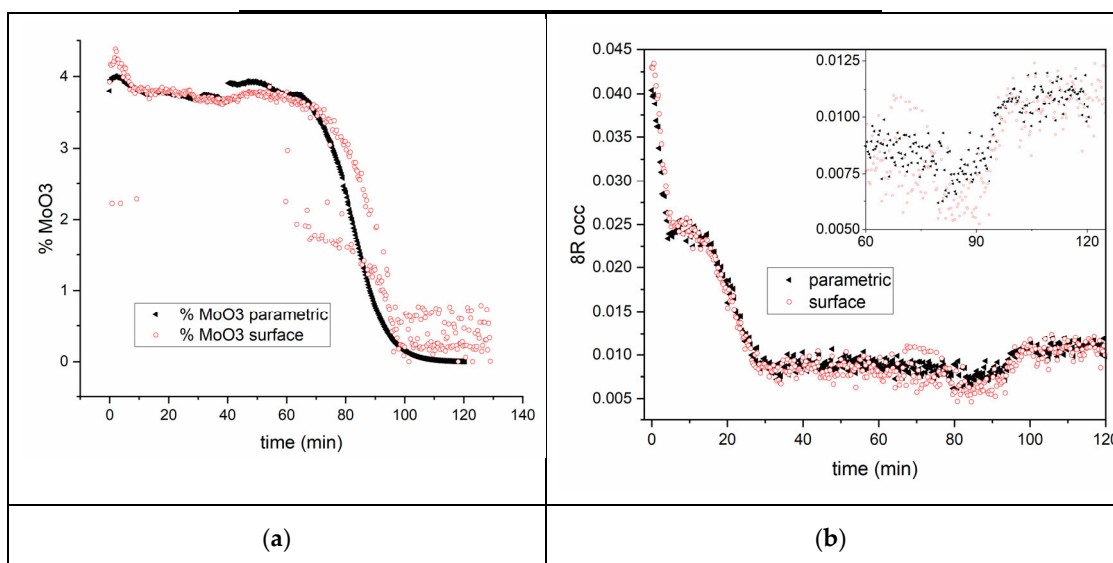 4
3
2
1
0
% MoO3
% MoO3 parametric
% MoO3 surface
0 20 40 60 80 100 120 140
time (min)
(a)
0.045
0.040
0.035
0.030
0.025
0.020
0.015
0.010
0.005
8R occ
0.0125
0.0100
0.0075
0.0050
60 90 120
parametric
surface
0 20 40 60 80 100 120
time (min)
(b)